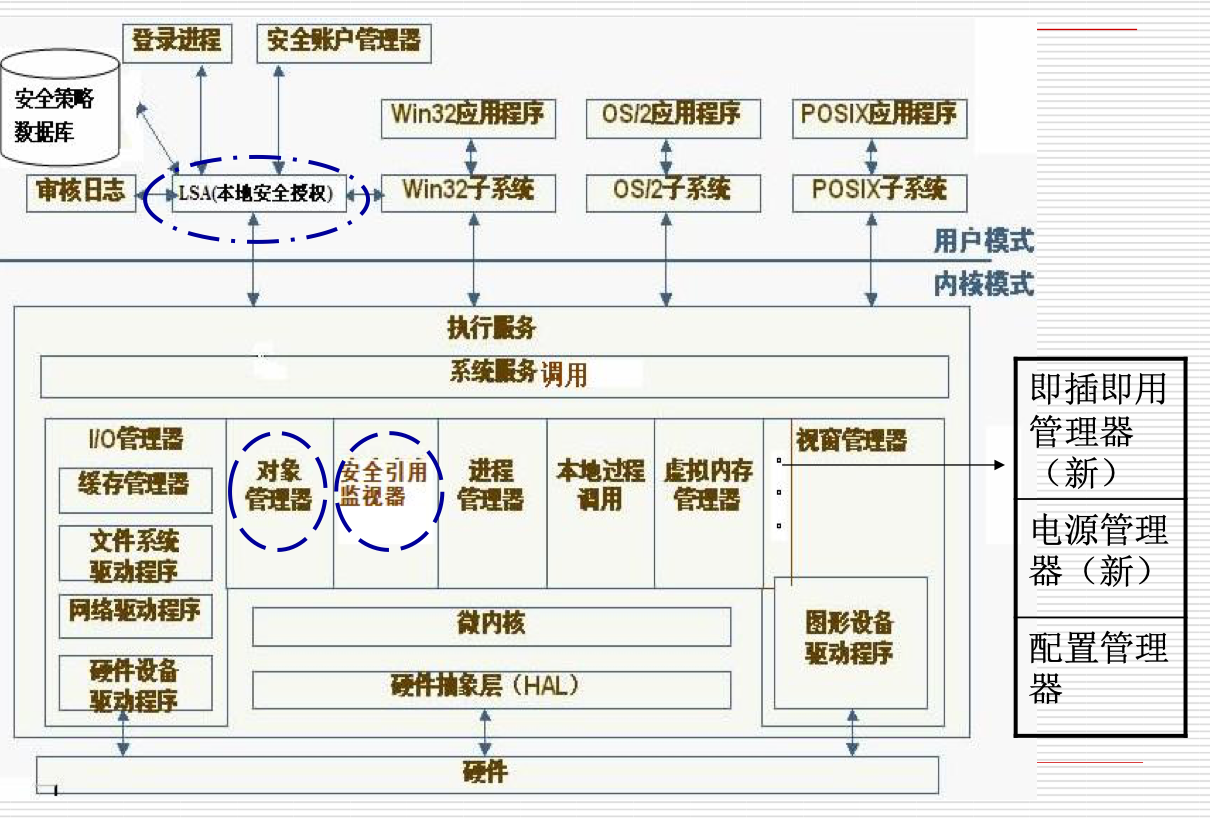 登录进程
安全账户管理器
安全策略
数据库
Win32应用程序
OS/2应用程序
POSIX应用程序
审核日志
LSA(本地安全授权)
Win32子系统
OS/2子系统
POSIX子系统
用户模式
内核模式
执行服务
系统服务调用
I/O管理器
缓存管理器
文件系统
驱动程序
网络驱动程序
硬件设备
驱动程序
对象
管理器
安全引用
监视器
进程
管理器
本地过程
调用
虚拟内存
管理器
视窗管理器
图形设备
驱动程序
微内核
硬件抽象层（HAL）
硬件
即插即用
管理器
（新）
电源管理
器（新）
配置管理
器